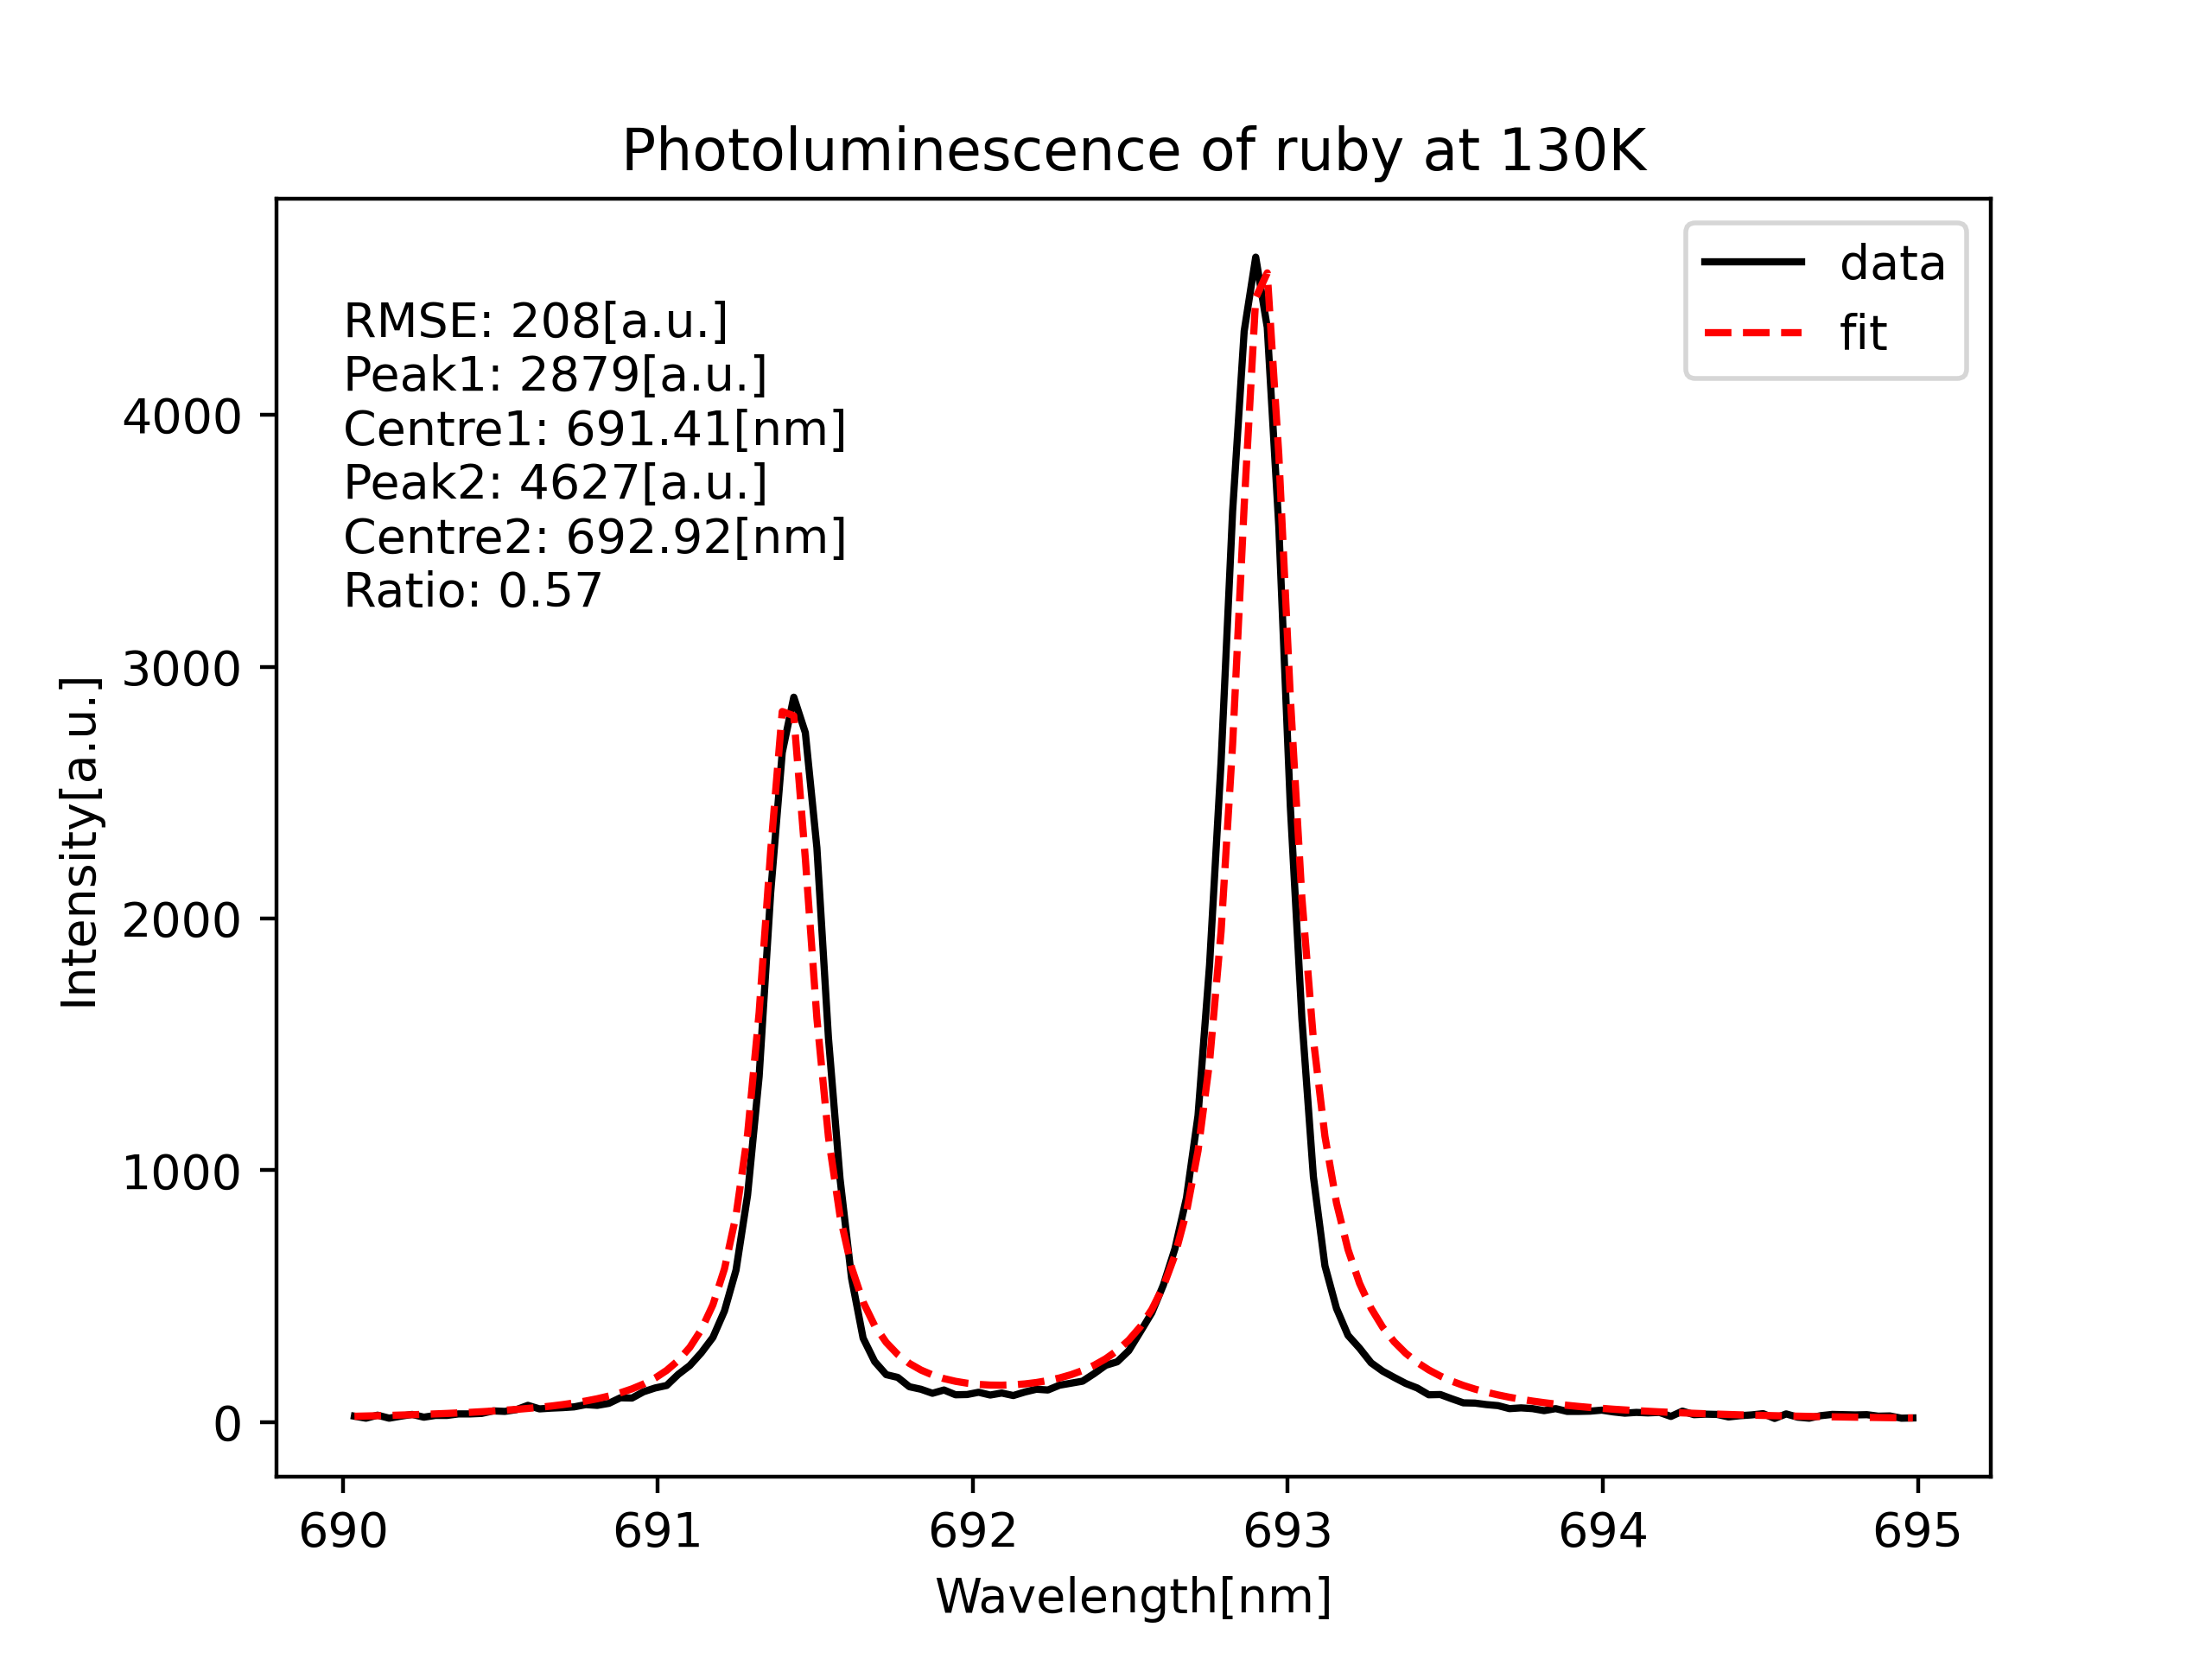 Photoluminescence of ruby at 130K
data
fit
RMSE: 208[a.u.]
Peak1: 2879[a.u.]
Centre1: 691.41[nm]
Peak2: 4627[a.u.]
Centre2: 692.92[nm]
Ratio: 0.57
4000
3000
2000
1000
0
Intensity[a.u.]
690 691 692 693 694 695
Wavelength[nm]